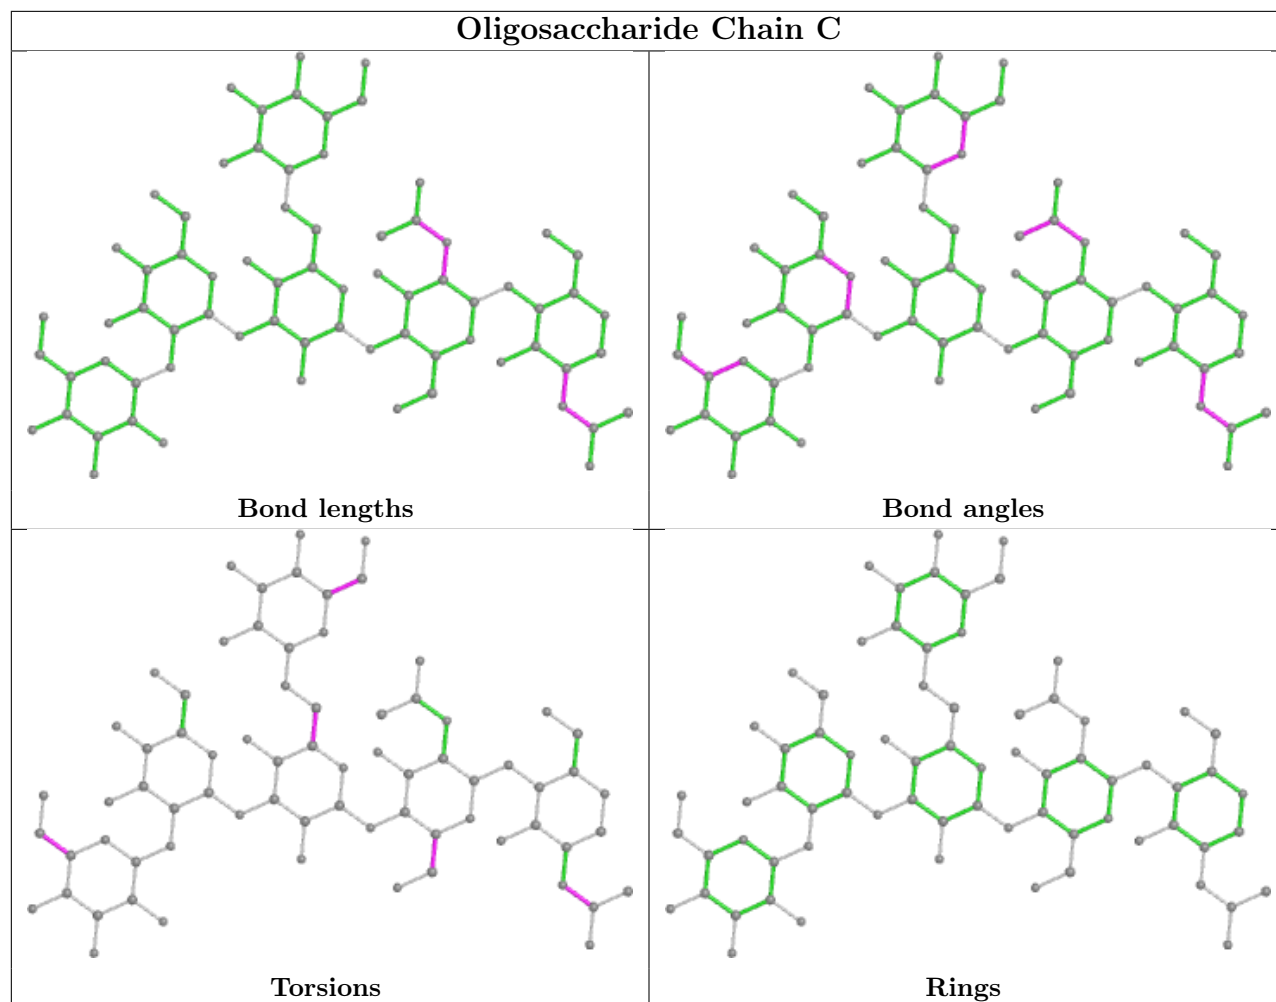 Oligosaccharide Chain C
Bond lengths
Bond angles
Torsions
Rings